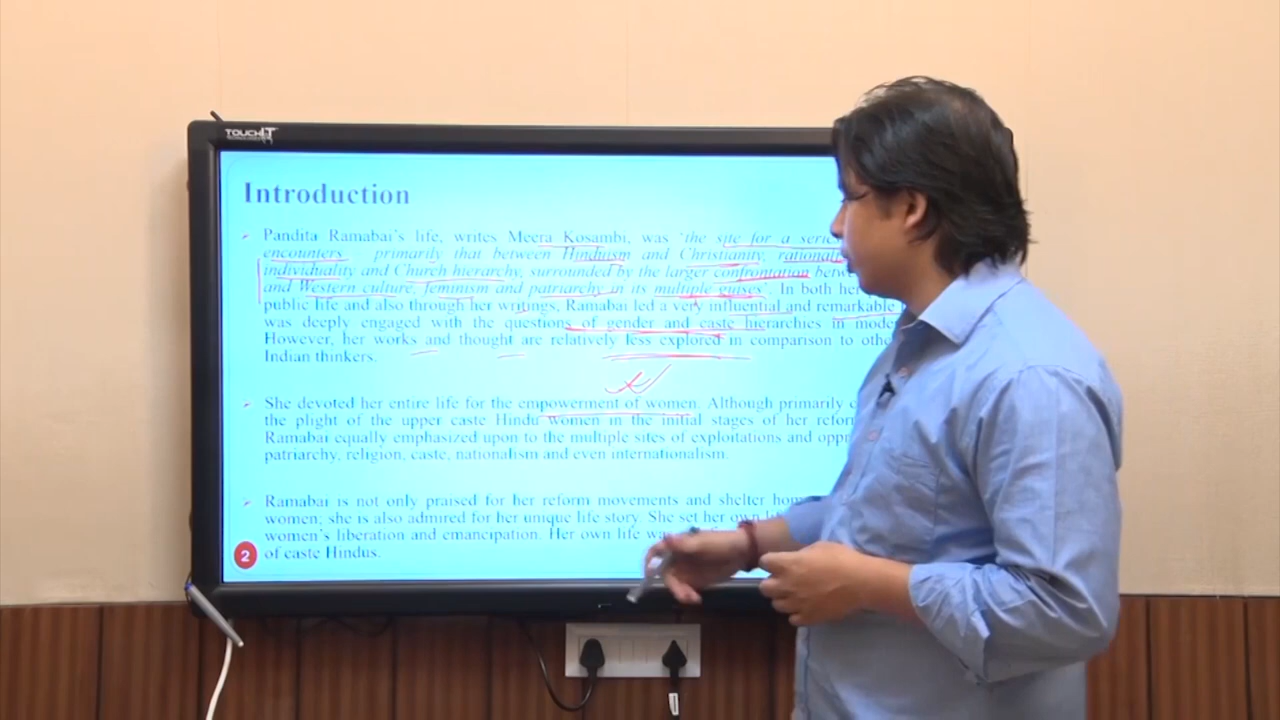 TOUCHIT
Introduction
Pandita Ramabai's life, writes Meera Kosambi, was 'the site for a series
encounters primarily that between Hinduism and Christianity, rationali
individuality and Church hierarchy, surrounded by the larger confrontation betwe
and Western culture, feminism and patriarchy in its multiple guises'. In both her
public life and also through her writings, Ramabai led a very influential and remarkable
was deeply engaged with the questions of gender and caste hierarchies in mode
However, her works and thought are relatively less explored in comparison to othe
Indian thinkers.
She devoted her entire life for the empowerment of women. Although primarily c
the plight of the upper caste Hindu women in the initial stages of her refor
Ramabai equally emphasized upon to the multiple sites of exploitations and oppr
patriarchy, religion, caste, nationalism and even internationalism.
Ramabai is not only praised for her reform movements and shelter hom
women; she is also admired for her unique life story. She set her own li
women's liberation and emancipation. Her own life was
of caste Hindus.
2